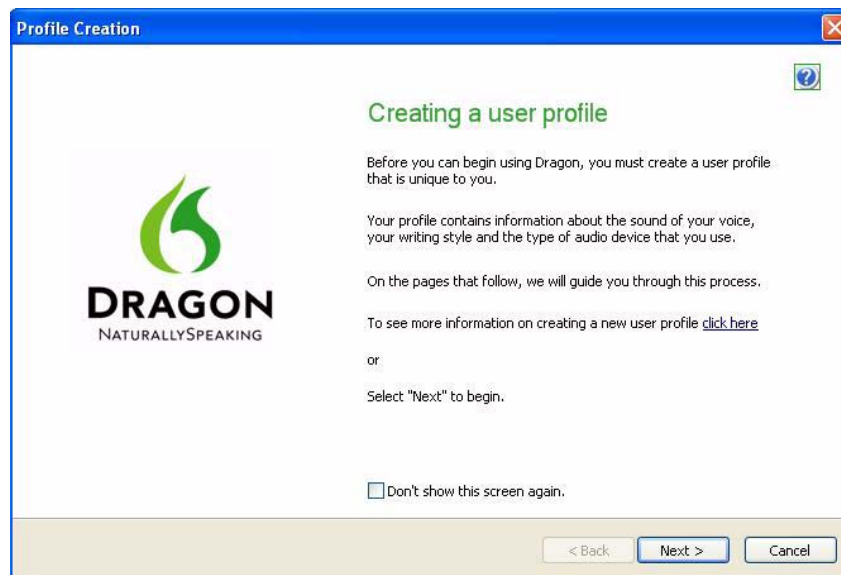 Profile Creation
Creating a user profile
Before you can begin using Dragon, you must create a user profile
that is unique to you.
Your profile contains information about the sound of your voice,
your writing style and the type of audio device that you use.
On the pages that follow, we will guide you through this process.
To see more information on creating a new user profile click here
or
Select "Next" to begin.
DRAGON
NATURALLYSPEAKING
Don't show this screen again.
< Back
Next >
Cancel